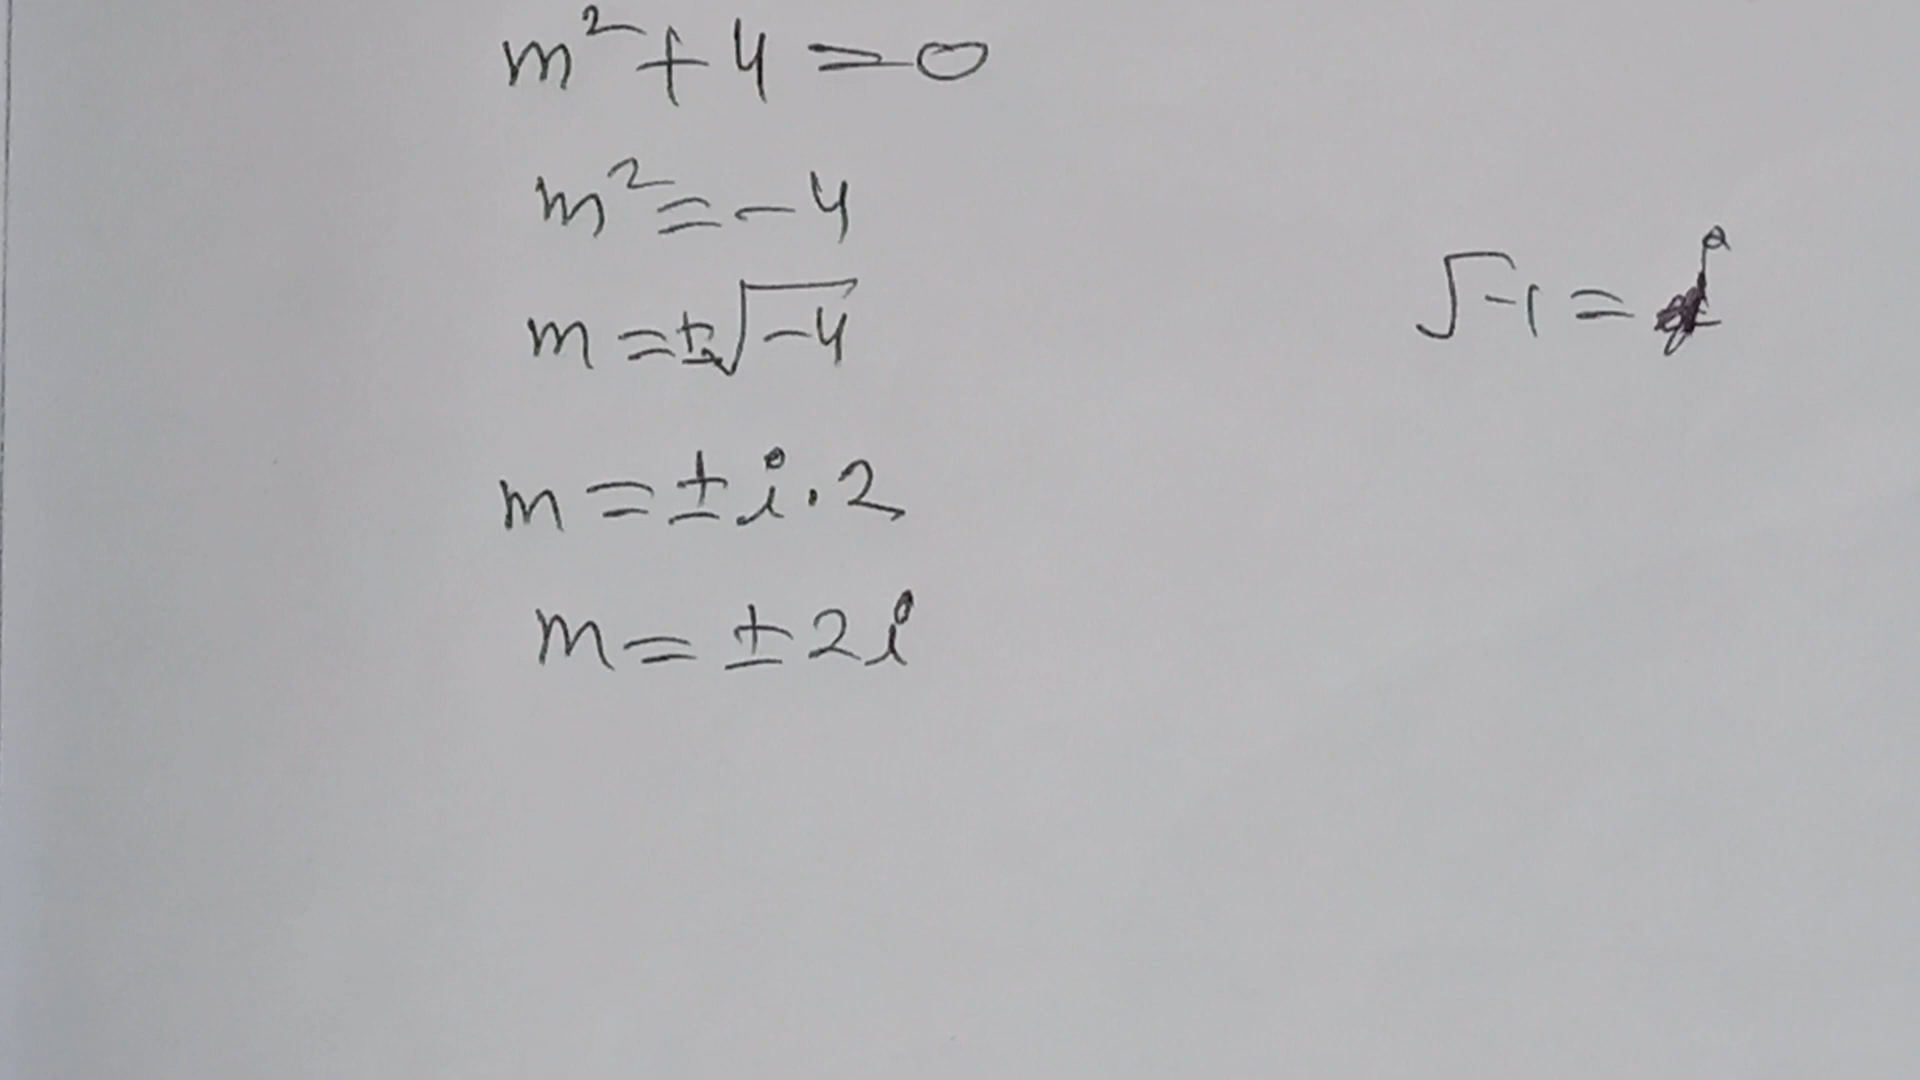 m² + 4 = 0
m² = -4
m = ±√-4
√-1 = i
m = ± i . 2
m = ± 2i